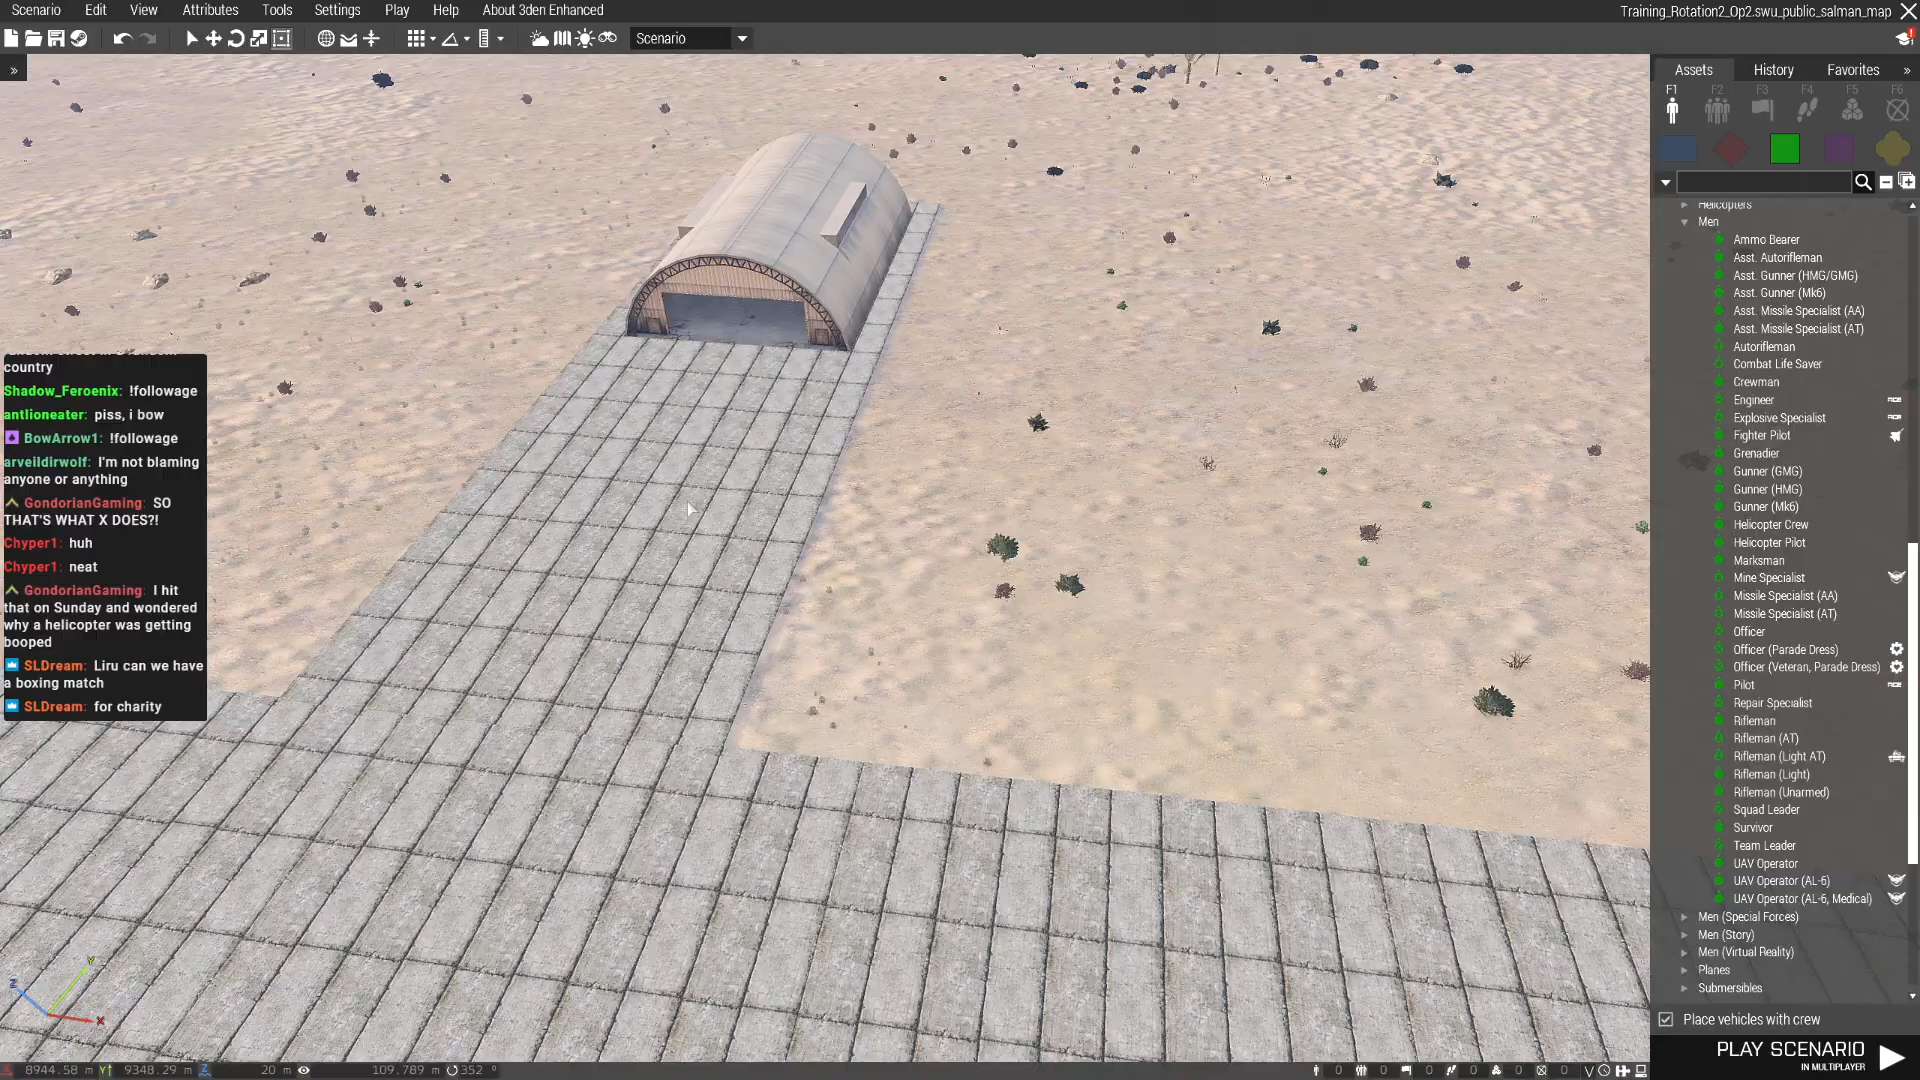 Scenario Edit View Attributes Tools Settings Play Help About 3den Enhanced
Training_Rotation2_Op2.swu_public_salman_map
Scenario
Assets History Favorites
F1 F2 F3 F4 F5 F6
Helicopters
Men
Ammo Bearer
Asst. Autorifleman
Asst. Gunner (HMG/GMG)
Asst. Gunner (Mk6)
Asst. Missile Specialist (AA)
Asst. Missile Specialist (AT)
Autorifleman
Combat Life Saver
Crewman
Engineer
Explosive Specialist
Fighter Pilot
Grenadier
Gunner (GMG)
Gunner (HMG)
Gunner (Mk6)
Helicopter Crew
Helicopter Pilot
Marksman
Mine Specialist
Missile Specialist (AA)
Missile Specialist (AT)
Officer
Officer (Parade Dress)
Officer (Veteran, Parade Dress)
Pilot
Repair Specialist
Rifleman
Rifleman (AT)
Rifleman (Light AT)
Rifleman (Light)
Rifleman (Unarmed)
Squad Leader
Survivor
Team Leader
UAV Operator
UAV Operator (AL-6)
UAV Operator (AL-6, Medical)
Men (Special Forces)
Men (Story)
Men (Virtual Reality)
Planes
Submersibles
Place vehicles with crew
PLAY SCENARIO
IN MULTIPLAYER
country
Shadow_Feroenix: !followage
antlioneater: piss, i bow
BowArrow1: !followage
arveildirwolf: I'm not blaming
anyone or anything
GondorianGaming: SO
THAT'S WHAT X DOES?!
Chyper1: huh
Chyper1: neat
GondorianGaming: I hit
that on Sunday and wondered
why a helicopter was getting
booped
SLDream: Liru can we have
a boxing match
SLDream: for charity
Z Y X
X 8944.58 m Y 9348.29 m Z 20 m 109.789 m 352 °
0 0 0 0 0 0